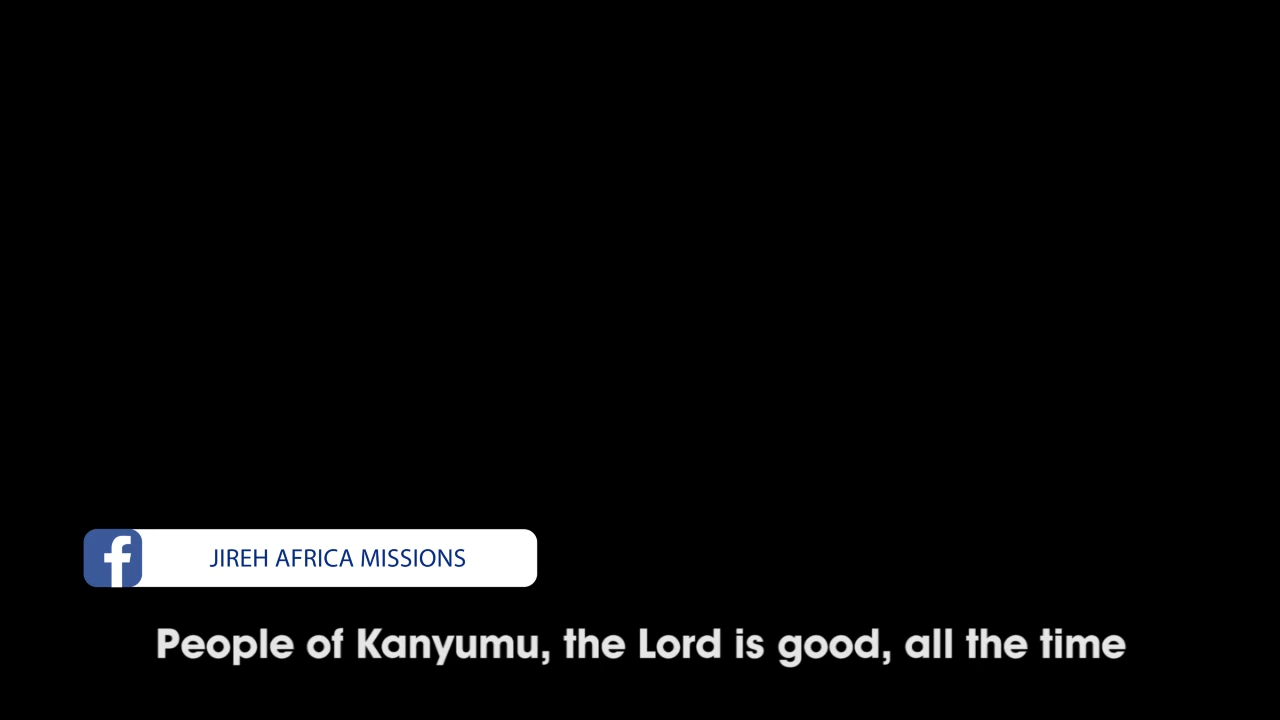 JIREH AFRICA MISSIONS
People of Kanyumu, the Lord is good, all the time